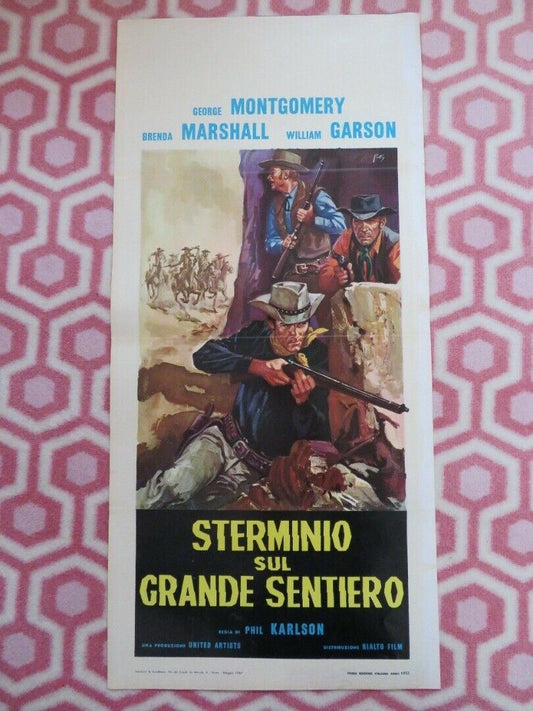 GEORGE MONTGOMERY
BRENDA MARSHALL WILLIAM GARSON
STERMINIO
SUL
GRANDE SENTIERO
REGIA DI PHIL KARLSON
UNA PRODUZIONE UNITED ARTISTS DISTRIBUZIONE RIALTO FILM